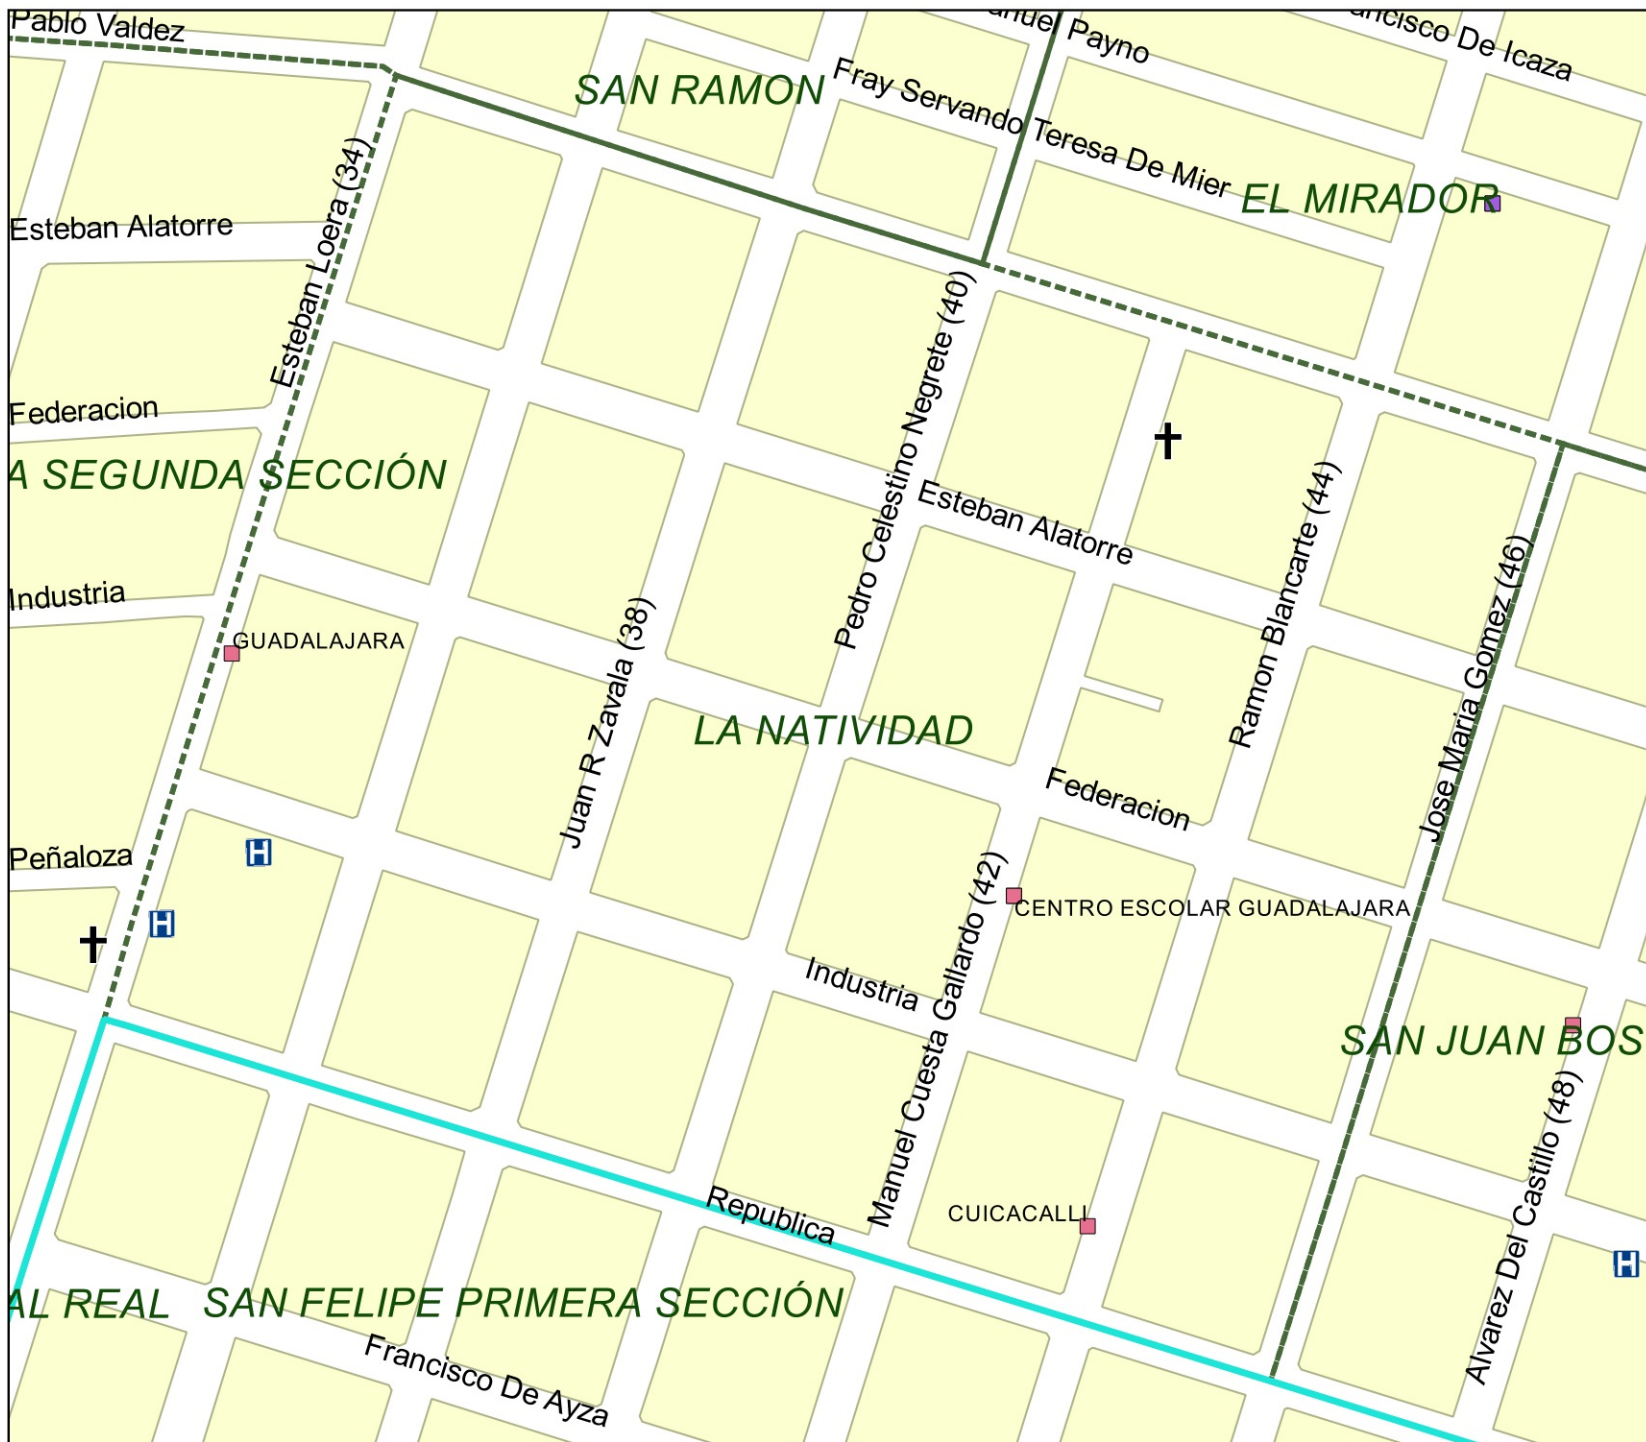 Pablo Valdez
Payno
De Icaza
SAN RAMON
Fray Servando Teresa De Mier
EL MIRADOR
Esteban Loera (34)
Esteban Alatorre
Pedro Celestino Negrete (40)
Federacion
A SEGUNDA SECCIÓN
Esteban Alatorre
Ramon Blancarte (44)
Jose Maria Gomez (46)
Industria
GUADALAJARA
Juan R Zavala (38)
LA NATIVIDAD
Federacion
Peñaloza
Manuel Cuesta Gallardo (42)
CENTRO ESCOLAR GUADALAJARA
Industria
SAN JUAN BOS
Alvarez Del Castillo (48)
Republica
CUICACALLI
AL REAL
SAN FELIPE PRIMERA SECCIÓN
Francisco De Ayza
H
H
H